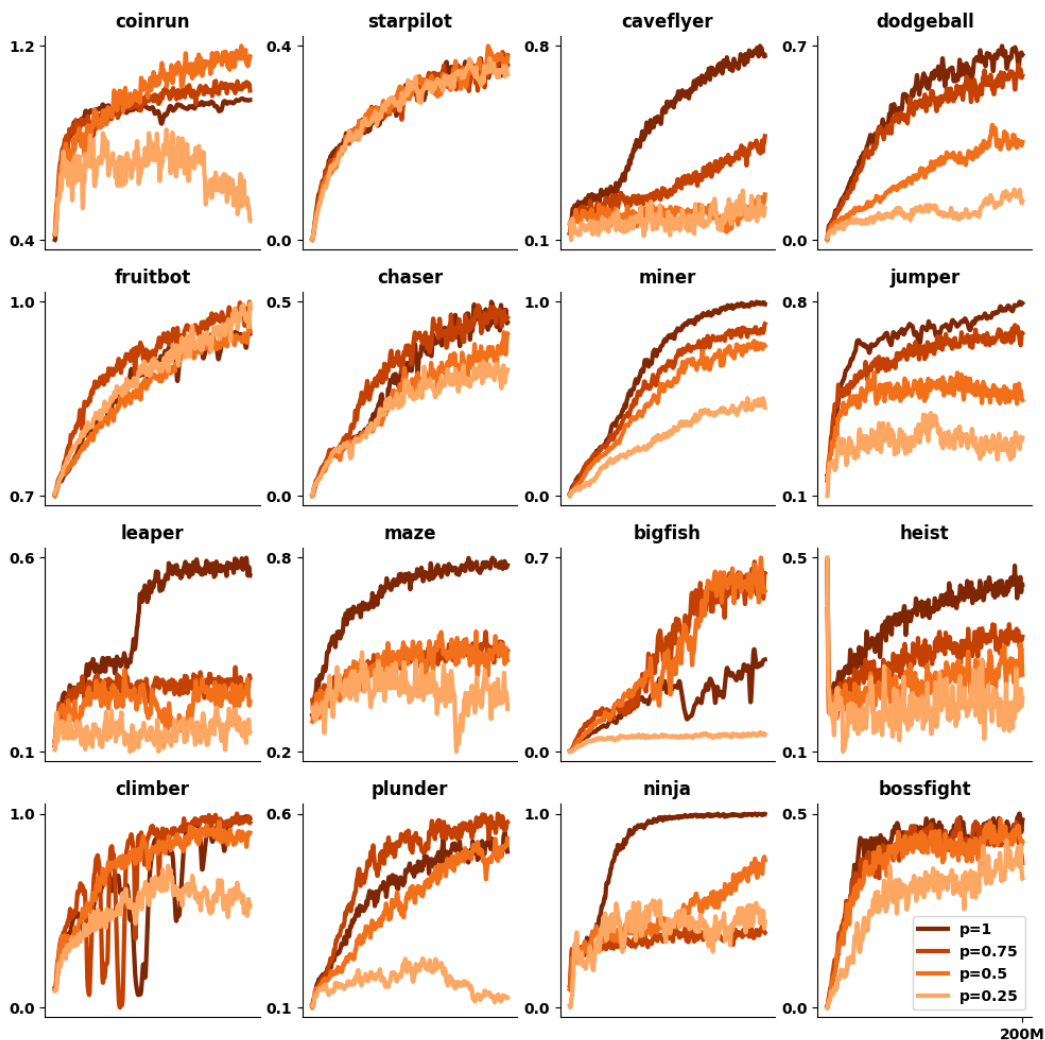 coinrun starpilot caveflyer dodgeball
1.2 0.4 0.8 0.7
0.4 0.0 0.1 0.0
fruitbot chaser miner jumper
1.0 0.5 1.0 0.8
0.7 0.0 0.0 0.1
leaper maze bigfish heist
0.6 0.8 0.7 0.5
0.1 0.2 0.0 0.1
climber plunder ninja bossfight
1.0 0.6 1.0 0.5
0.0 0.1 0.0 0.0
p=1
p=0.75
p=0.5
p=0.25
200M